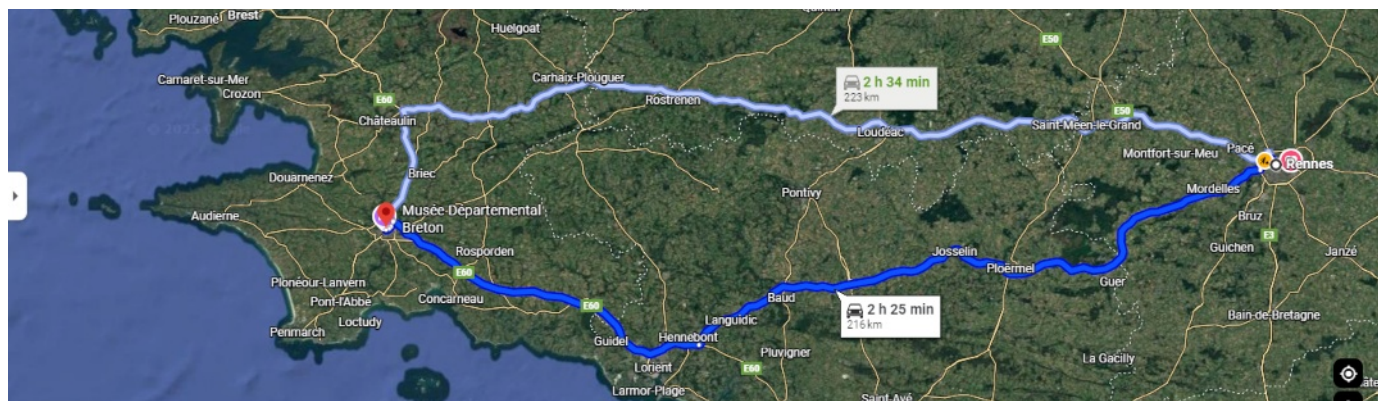 Plouzané
Brest
Huelgoat
E50
Camaret-sur-Mer
Crozon
Carhaix-Plouguer
2 h 34 min
223 km
Rostrenen
E60
Châteaulin
Loudéac
Saint-Méen-le-Grand
E50
Montfort-sur-Meu
Pacé
Rennes
Briec
Douarnenez
Pontivy
Mordelles
Audierne
Musée Départemental
Breton
Bruz
E3
Guichen
Janzé
Rosporden
Josselin
Ploërmel
E60
Guer
Plonéour-Lanvern
Pont-l'Abbé
Concarneau
Baud
E60
2 h 25 min
216 km
Loctudy
Penmarch
Languidic
Bain-de-Bretagne
Guidel
Hennebont
Pluvigner
La Gacilly
Lorient
E60
Larmor-Plage
Saint-Avé